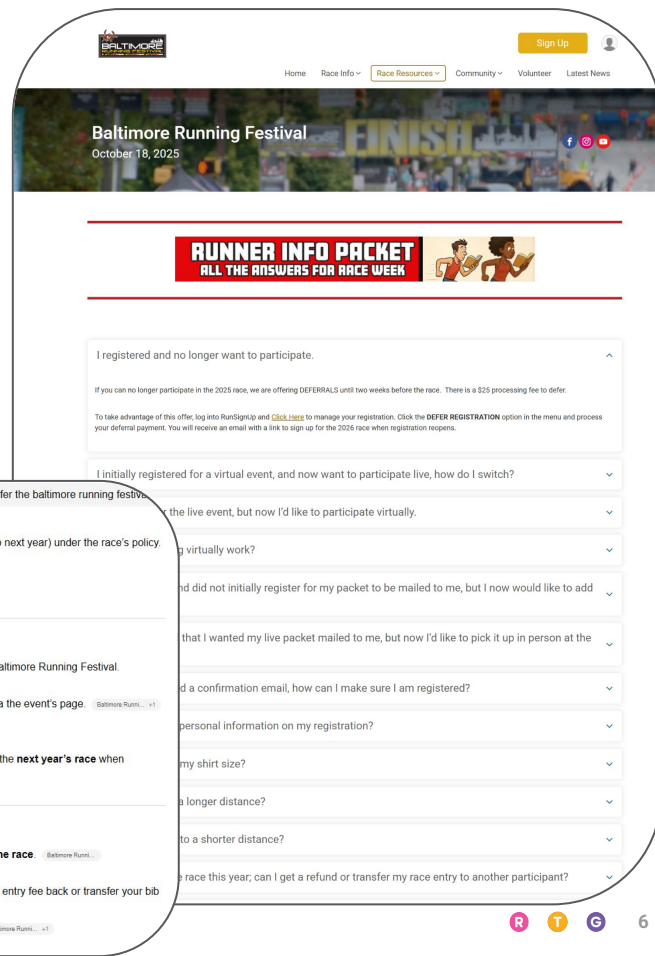 BALTIMORE
RUNNING FESTIVAL
Sign Up
Home Race Info Race Resources Community Volunteer Latest News
Baltimore Running Festival
October 18, 2025
FINISH
RUNNER INFO PACKET
ALL THE ANSWERS FOR RACE WEEK
I registered and no longer want to participate.
If you can no longer participate in the 2025 race, we are offering DEFERRALS until two weeks before the race. There is a $25 processing fee to defer.
To take advantage of this offer, log into RunSignUp and Click Here to manage your registration. Click the DEFER REGISTRATION option in the menu and process
your deferral payment. You will receive an email with a link to sign up for the 2026 race when registration reopens.
I initially registered for a virtual event, and now want to participate live, how do I switch?
the live event, but now I'd like to participate virtually.
virtually work?
did not initially register for my packet to be mailed to me, but I now would like to add
that I wanted my live packet mailed to me, but now I'd like to pick it up in person at the
a confirmation email, how can I make sure I am registered?
personal information on my registration?
my shirt size?
a longer distance?
to a shorter distance?
race this year; can I get a refund or transfer my race entry to another participant?
the baltimore running
next year) under the race's policy.
Baltimore Running Festival.
the event's page. Baltimore Runni... +1
the next year's race when
race. Baltimore Runni...
entry fee back or transfer your bib
Runni... +1
R T G 6